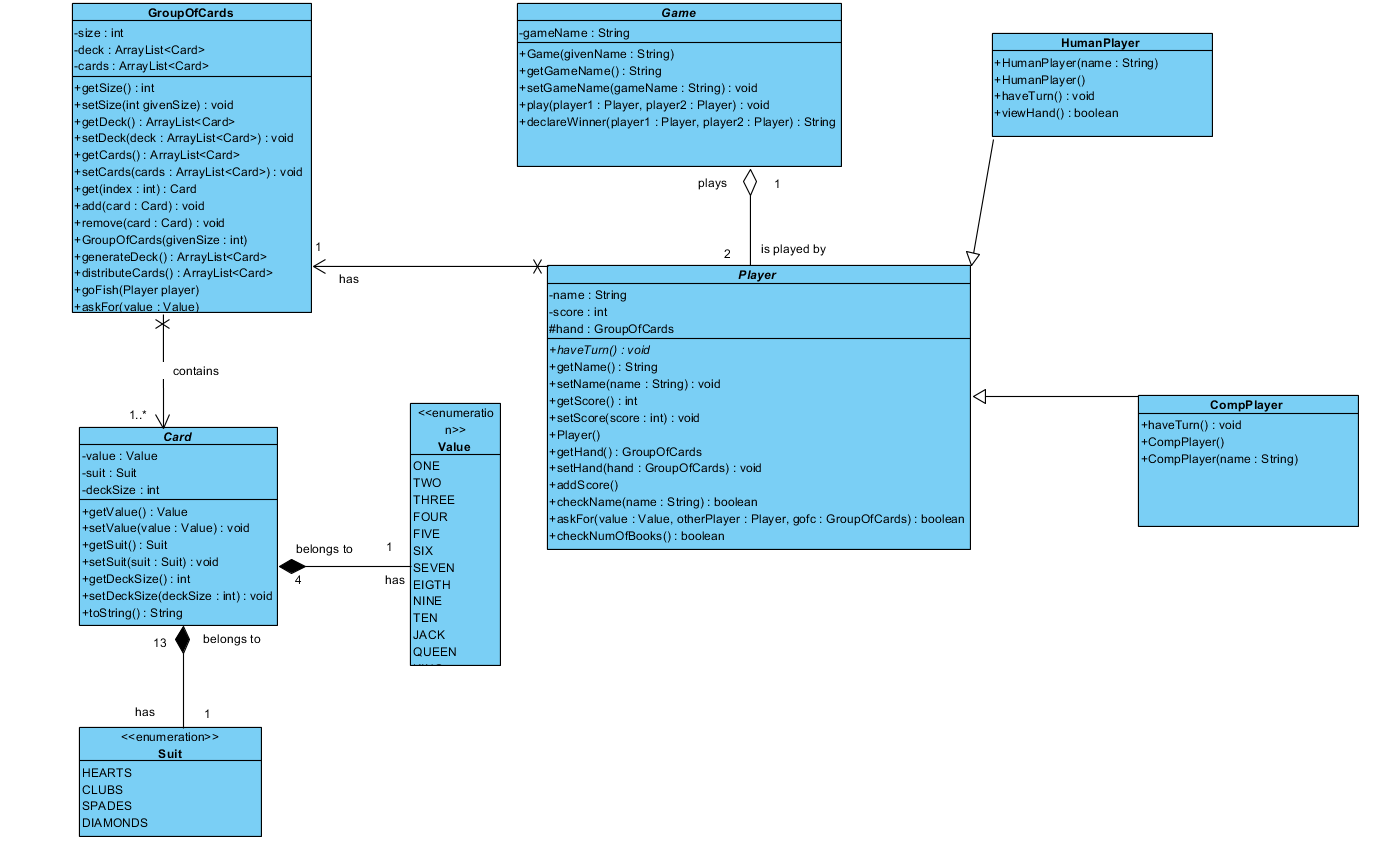 GroupOfCards
-size : int
-deck : ArrayList<Card>
-cards : ArrayList<Card>
+getSize() : int
+setSize(int givenSize) : void
+getDeck() : ArrayList<Card>
+setDeck(deck : ArrayList<Card>) : void
+getCards() : ArrayList<Card>
+setCards(cards : ArrayList<Card>) : void
+get(index : int) : Card
+add(card : Card) : void
+remove(card : Card) : void
+GroupOfCards(givenSize : int)
+generateDeck() : ArrayList<Card>
+distributeCards() : ArrayList<Card>
+goFish(Player player)
+askFor(value : Value)
Game
-gameName : String
+Game(givenName : String)
+getGameName() : String
+setGameName(gameName : String) : void
+play(player1 : Player, player2 : Player) : void
+declareWinner(player1 : Player, player2 : Player) : String
HumanPlayer
+HumanPlayer(name : String)
+HumanPlayer()
+haveTurn() : void
+viewHand() : boolean
plays
1
2
is played by
1
has
Player
-name : String
-score : int
#hand : GroupOfCards
+haveTurn() : void
+getName() : String
+setName(name : String) : void
+getScore() : int
+setScore(score : int) : void
+Player()
+getHand() : GroupOfCards
+setHand(hand : GroupOfCards) : void
+addScore()
+checkName(name : String) : boolean
+askFor(value : Value, otherPlayer : Player, gofc : GroupOfCards) : boolean
+checkNumOfBooks() : boolean
CompPlayer
+haveTurn() : void
+CompPlayer()
+CompPlayer(name : String)
contains
1..*
Card
-value : Value
-suit : Suit
-deckSize : int
+getValue() : Value
+setValue(value : Value) : void
+getSuit() : Suit
+setSuit(suit : Suit) : void
+getDeckSize() : int
+setDeckSize(deckSize : int) : void
+toString() : String
<<enumeratio
n>>
Value
ONE
TWO
THREE
FOUR
FIVE
SIX
SEVEN
EIGTH
NINE
TEN
JACK
QUEEN
belongs to
1
4
has
13
belongs to
has
1
<<enumeration>>
Suit
HEARTS
CLUBS
SPADES
DIAMONDS